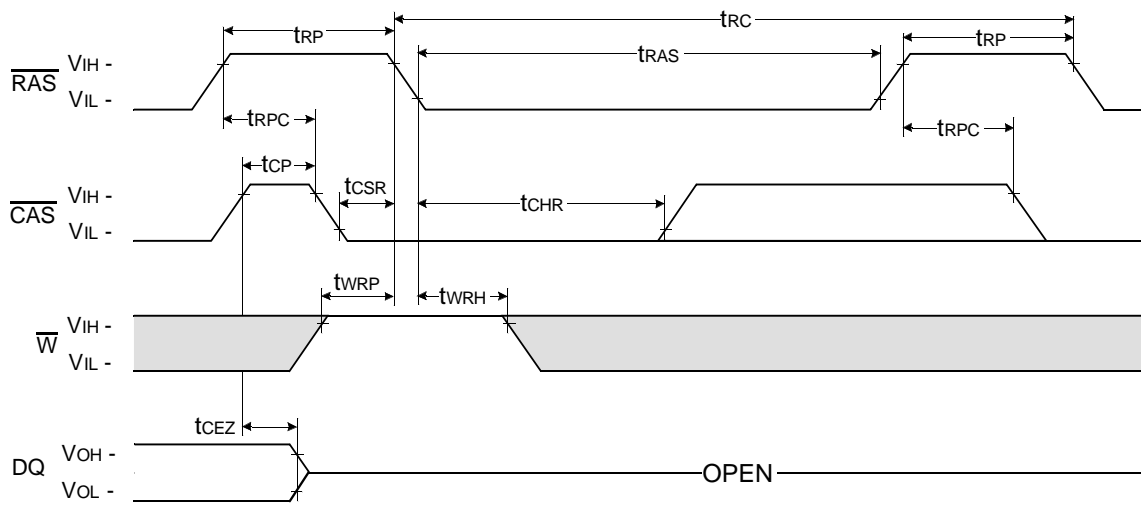 tRP
tRC
tRAS
tRP
RAS
VIH -
VIL -
tRPC
tRPC
tCP
tCSR
tCHR
CAS
VIH -
VIL -
tWRP
tWRH
W
VIH -
VIL -
tCEZ
DQ
VOH -
VOL -
OPEN